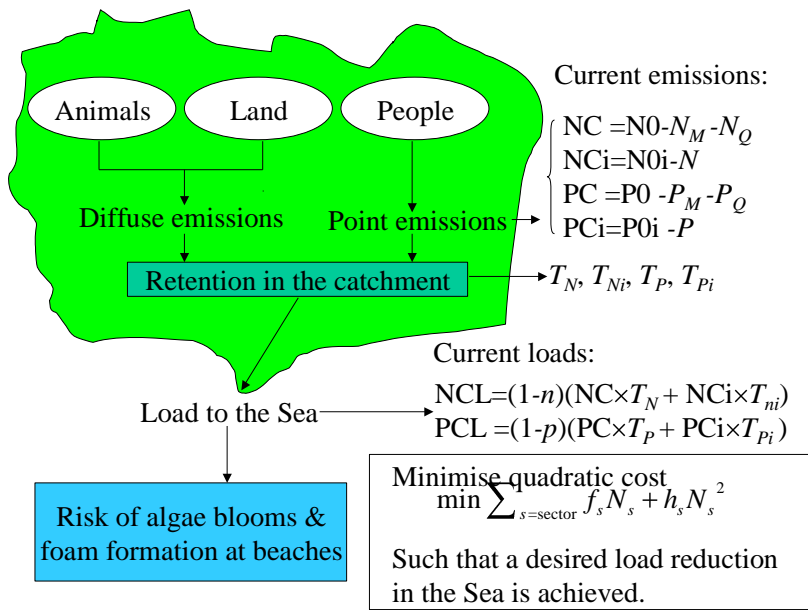 Current emissions:
Animals Land People
NC =N0-N_M-N_Q
NCi=N0i-N
PC =P0 -P_M-P_Q
PCi=P0i -P
Diffuse emissions Point emissions
Retention in the catchment
T_N, T_Ni, T_P, T_Pi
Current loads:
Load to the Sea
NCL=(1-n)(NC×T_N + NCi×T_ni)
PCL =(1-p)(PC×T_P + PCi×T_Pi)
Risk of algae blooms &
foam formation at beaches
Minimise quadratic cost
min ∑_{s=sector} f_s N_s + h_s N_s^2
Such that a desired load reduction
in the Sea is achieved.